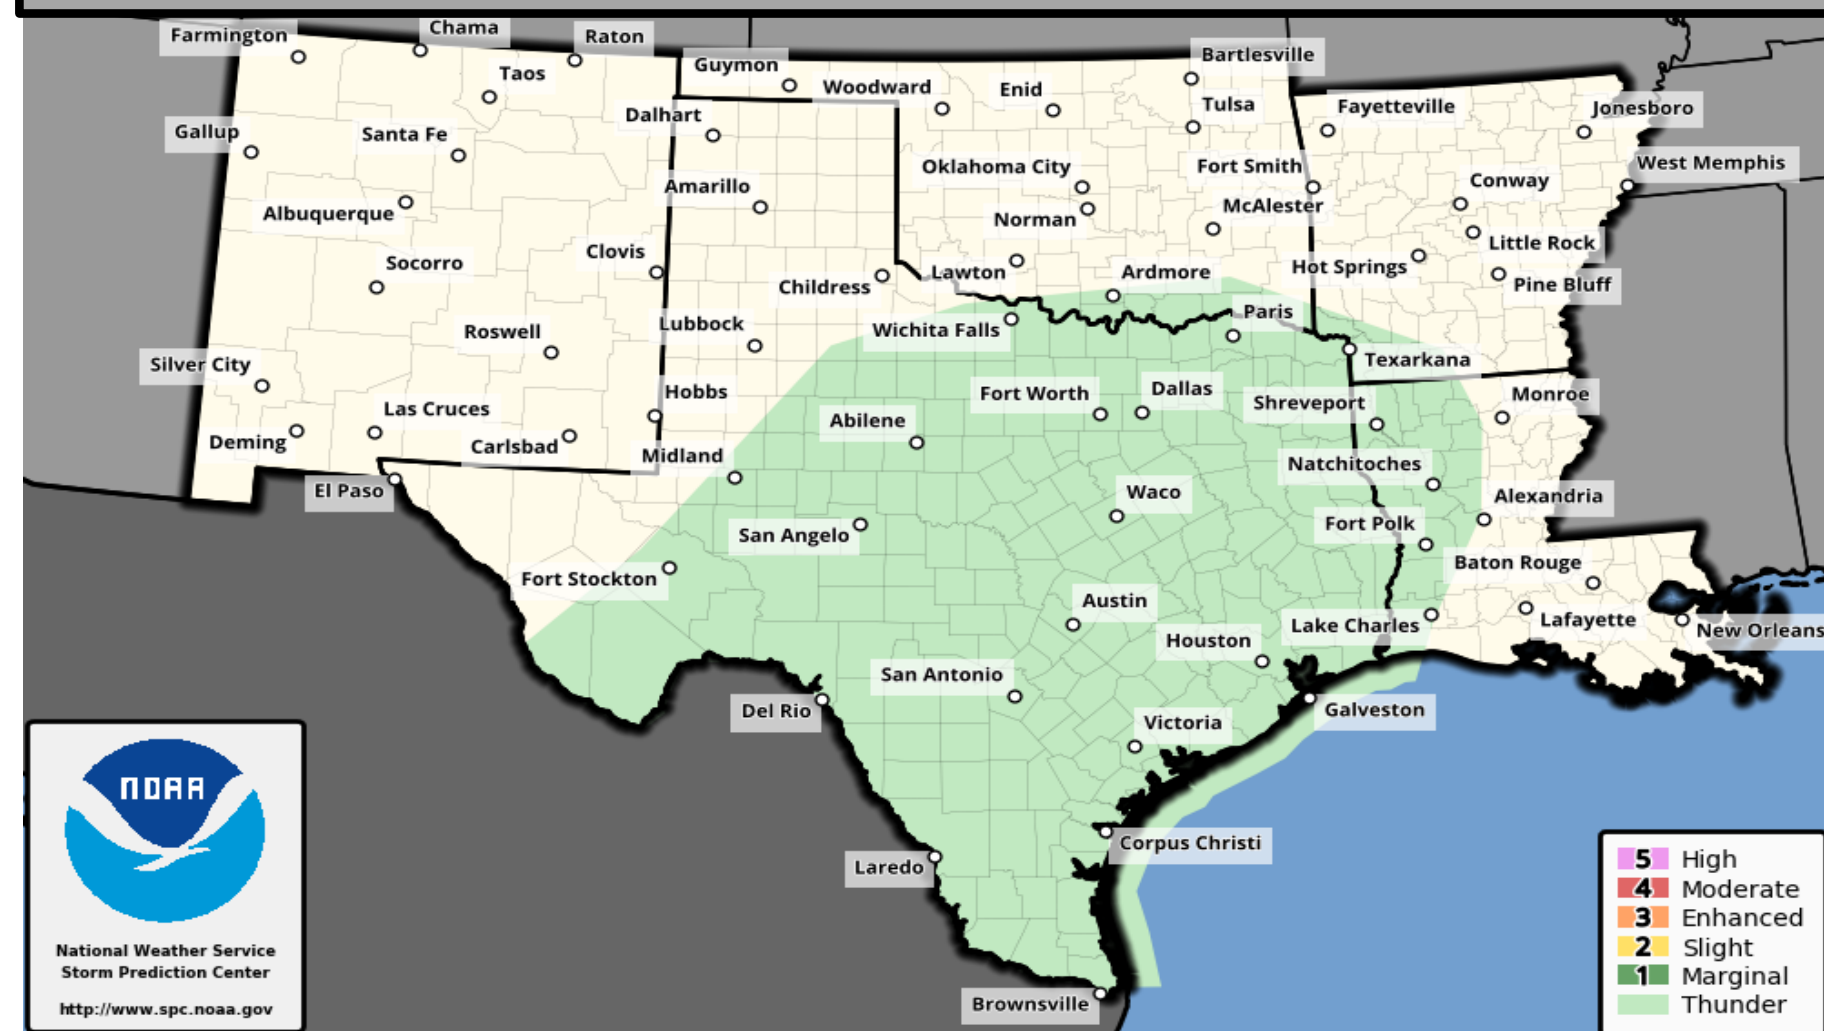 Farmington
Chama
Raton
Taos
Guymon
Woodward
Enid
Bartlesville
Tulsa
Fayetteville
Jonesboro
Dalhart
Gallup
Santa Fe
Oklahoma City
Fort Smith
West Memphis
Conway
Amarillo
Albuquerque
Norman
McAlester
Little Rock
Clovis
Socorro
Childress
Lawton
Ardmore
Hot Springs
Pine Bluff
Roswell
Lubbock
Wichita Falls
Paris
Texarkana
Silver City
Hobbs
Las Cruces
Abilene
Fort Worth
Dallas
Shreveport
Monroe
Deming
Carlsbad
Midland
Natchitoches
El Paso
Waco
Alexandria
San Angelo
Fort Polk
Fort Stockton
Baton Rouge
Austin
Houston
Lake Charles
Lafayette
New Orleans
San Antonio
Del Rio
Victoria
Galveston
Corpus Christi
Laredo
Brownsville
NOAA
National Weather Service
Storm Prediction Center
http://www.spc.noaa.gov
5 High
4 Moderate
3 Enhanced
2 Slight
1 Marginal
Thunder